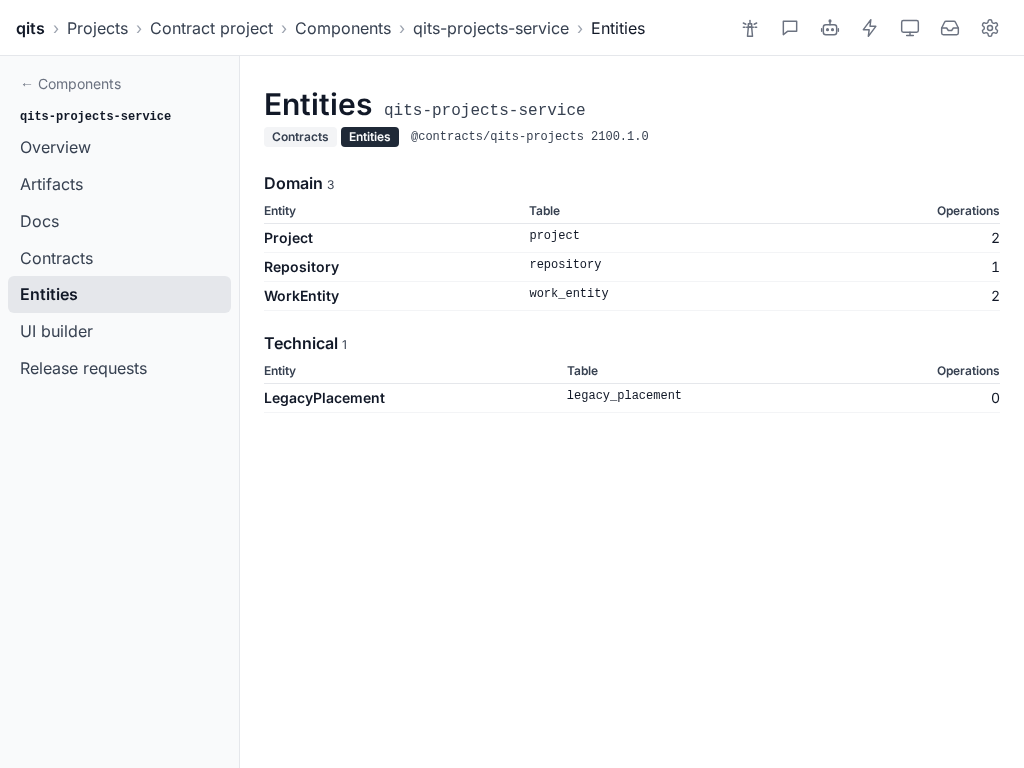 qits › Projects › Contract project › Components › qits-projects-service › Entities
← Components
qits-projects-service
Overview
Artifacts
Docs
Contracts
Entities
UI builder
Release requests
Entities qits-projects-service
Contracts Entities @contracts/qits-projects 2100.1.0
Domain 3
Entity Table Operations
Project project 2
Repository repository 1
WorkEntity work_entity 2
Technical 1
Entity Table Operations
LegacyPlacement legacy_placement 0